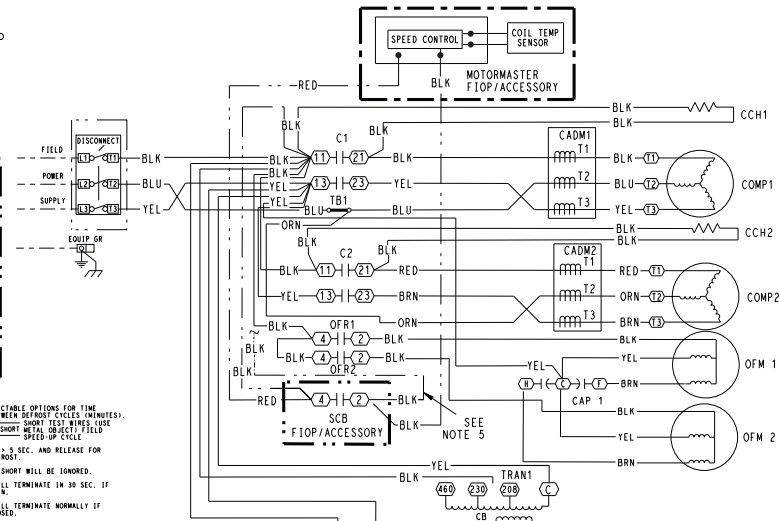 SPEED CONTROL
COIL TEMP
SENSOR
MOTORMASTER
FIOP/ACCESSORY
RED
BLK
BLK
CCH1
BLK
BLK
BLK
DISCONNECT
FIELD
POWER
SUPPLY
L1 T1 BLK
L2 T2 BLU
L3 T3 YEL
EQUIP GR
C1
BLK 11 21 BLK
BLK
BLK
YEL 13 23 YEL
YEL
TB1
BLU BLU
ORN
CADM1
T1
T2
T3
BLK T1
BLU T2
YEL T3
COMP1
BLK
BLK
CCH2
BLK
C2
BLK
BLK 11 21 RED
YEL 13 23 BRN
ORN
CADM2
T1
T2
T3
RED T1
ORN T2
BRN T3
COMP2
BLK
OFR1
4 2 BLK
BLK
BLK 4 2 BLK
OFR2
BLK
BLK
BLK
YEL
YEL
H C F BRN
CAP 1
OFM 1
RED 4 2 BLK
SCB
FIOP/ACCESSORY
BLK
SEE
NOTE 5
BLK
YEL
BRN
OFM 2
YEL
BLK
TRAN1
460 230 208 C
CB
CTABLE OPTIONS FOR TIME
WEEN DEFROST CYCLES (MINUTES).
SHORT TEST WIRES (USE
SHORT METAL OBJECT) FIELD
SPEED-UP CYCLE
> 5 SEC. AND RELEASE FOR
ROST.
SHORT WILL BE IGNORED.
LL TERMINATE IN 30 SEC. IF
N.
LL TERMINATE NORMALLY IF
OSED.